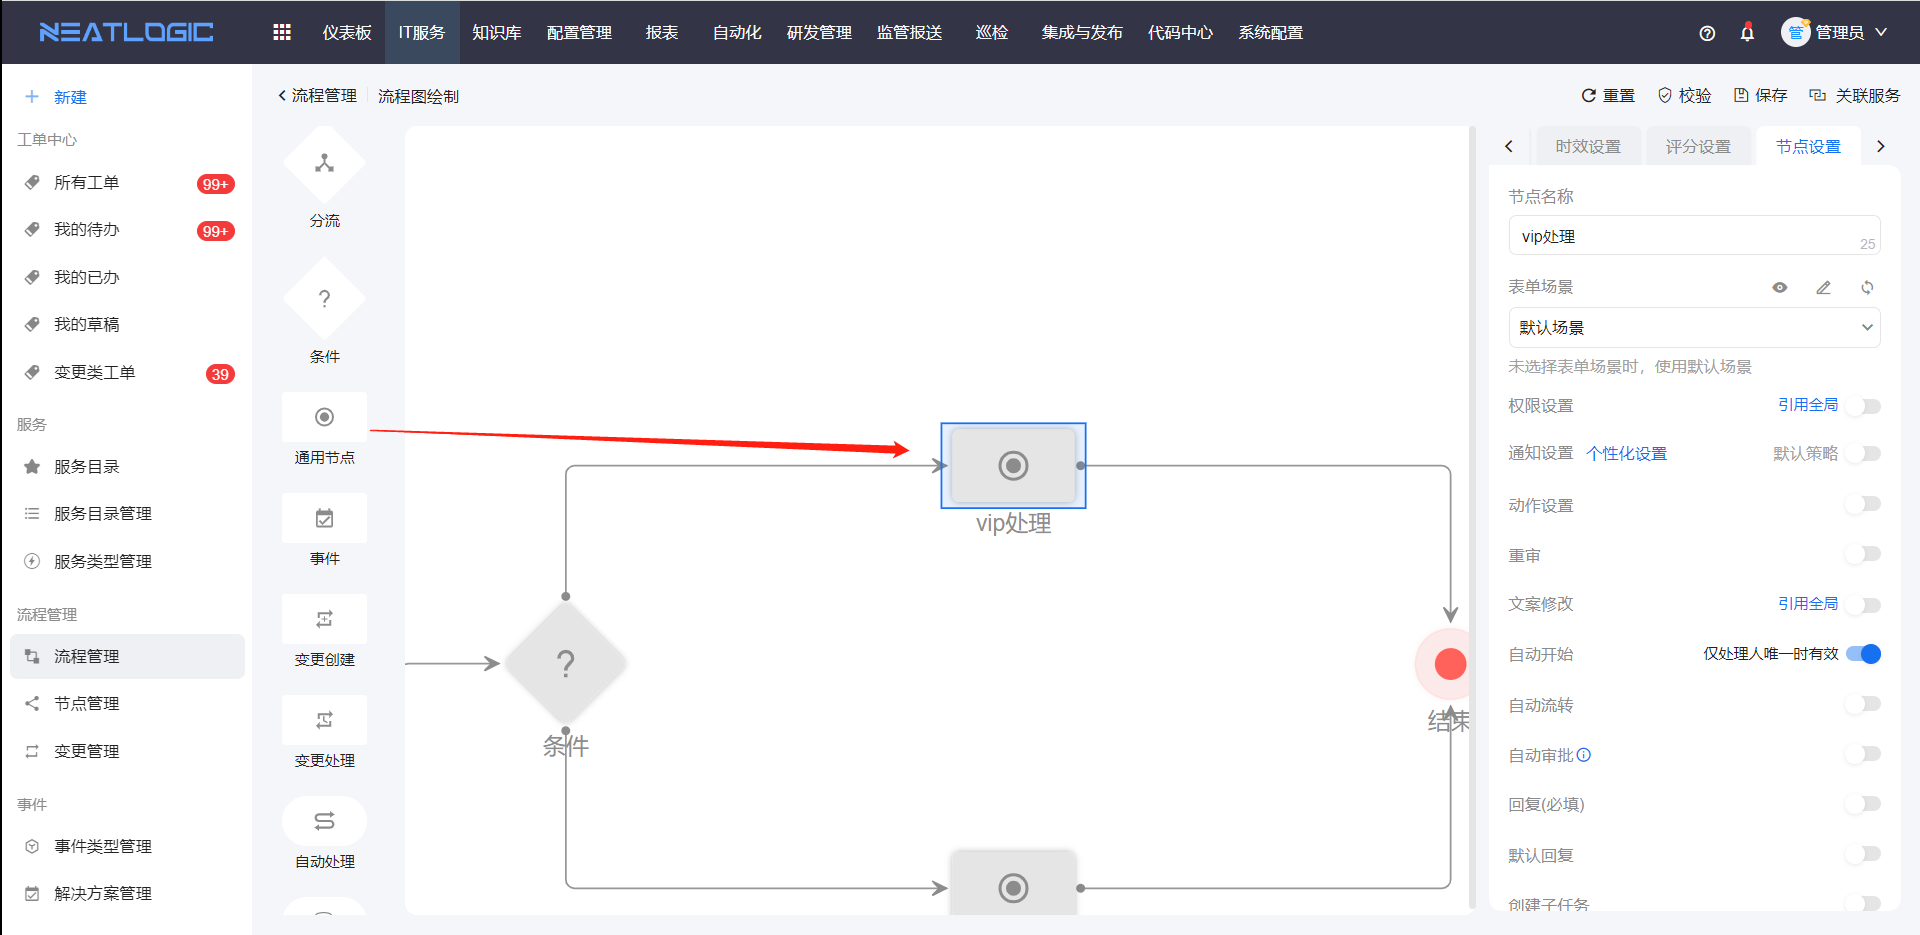 NEATLOGIC
仪表板 IT服务 知识库 配置管理 报表 自动化 研发管理 监管报送 巡检 集成与发布 代码中心 系统配置
管 管理员
新建
工单中心
所有工单 99+
我的待办 99+
我的已办
我的草稿
变更类工单 39
服务
服务目录
服务目录管理
服务类型管理
流程管理
流程管理
节点管理
变更管理
事件
事件类型管理
解决方案管理
流程管理 流程图绘制
重置 校验 保存 关联服务
分流
?
条件
通用节点
事件
变更创建
变更处理
自动处理
vip处理
?
条件
结束
时效设置 评分设置 节点设置
节点名称
vip处理 25
表单场景
默认场景
未选择表单场景时，使用默认场景
权限设置 引用全局
通知设置 个性化设置 默认策略
动作设置
重审
文案修改 引用全局
自动开始 仅处理人唯一时有效
自动流转
自动审批
回复(必填)
默认回复
创建子任务